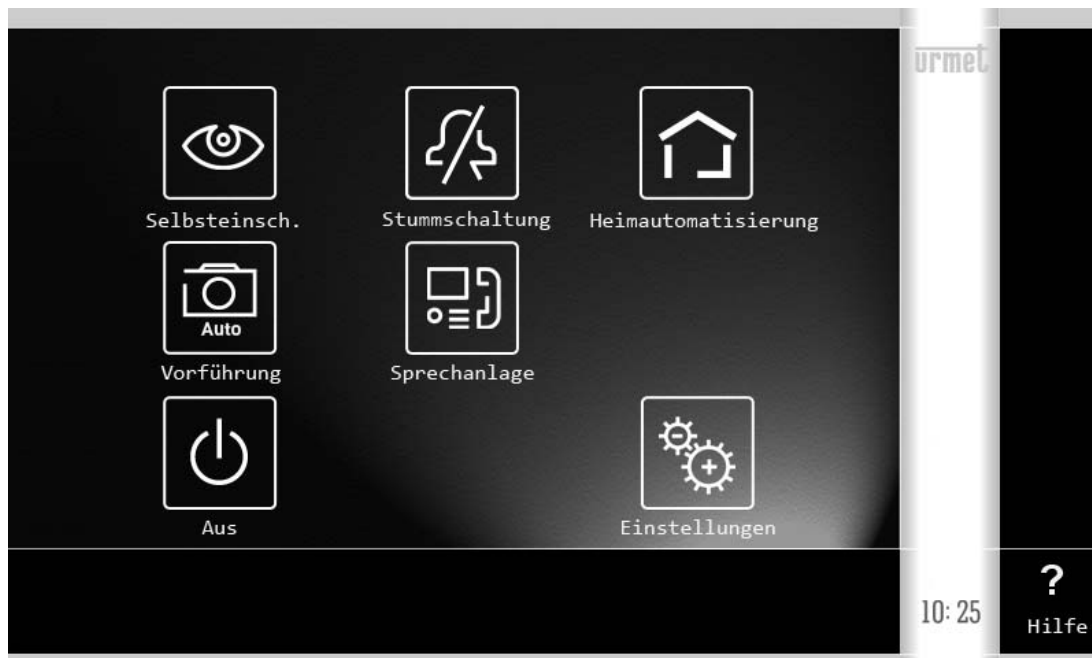 urmet
Selbsteinsch.
Stummschaltung
Heimautomatisierung
Auto
Vorführung
Sprechanlage
Aus
Einstellungen
10:25
?
Hilfe